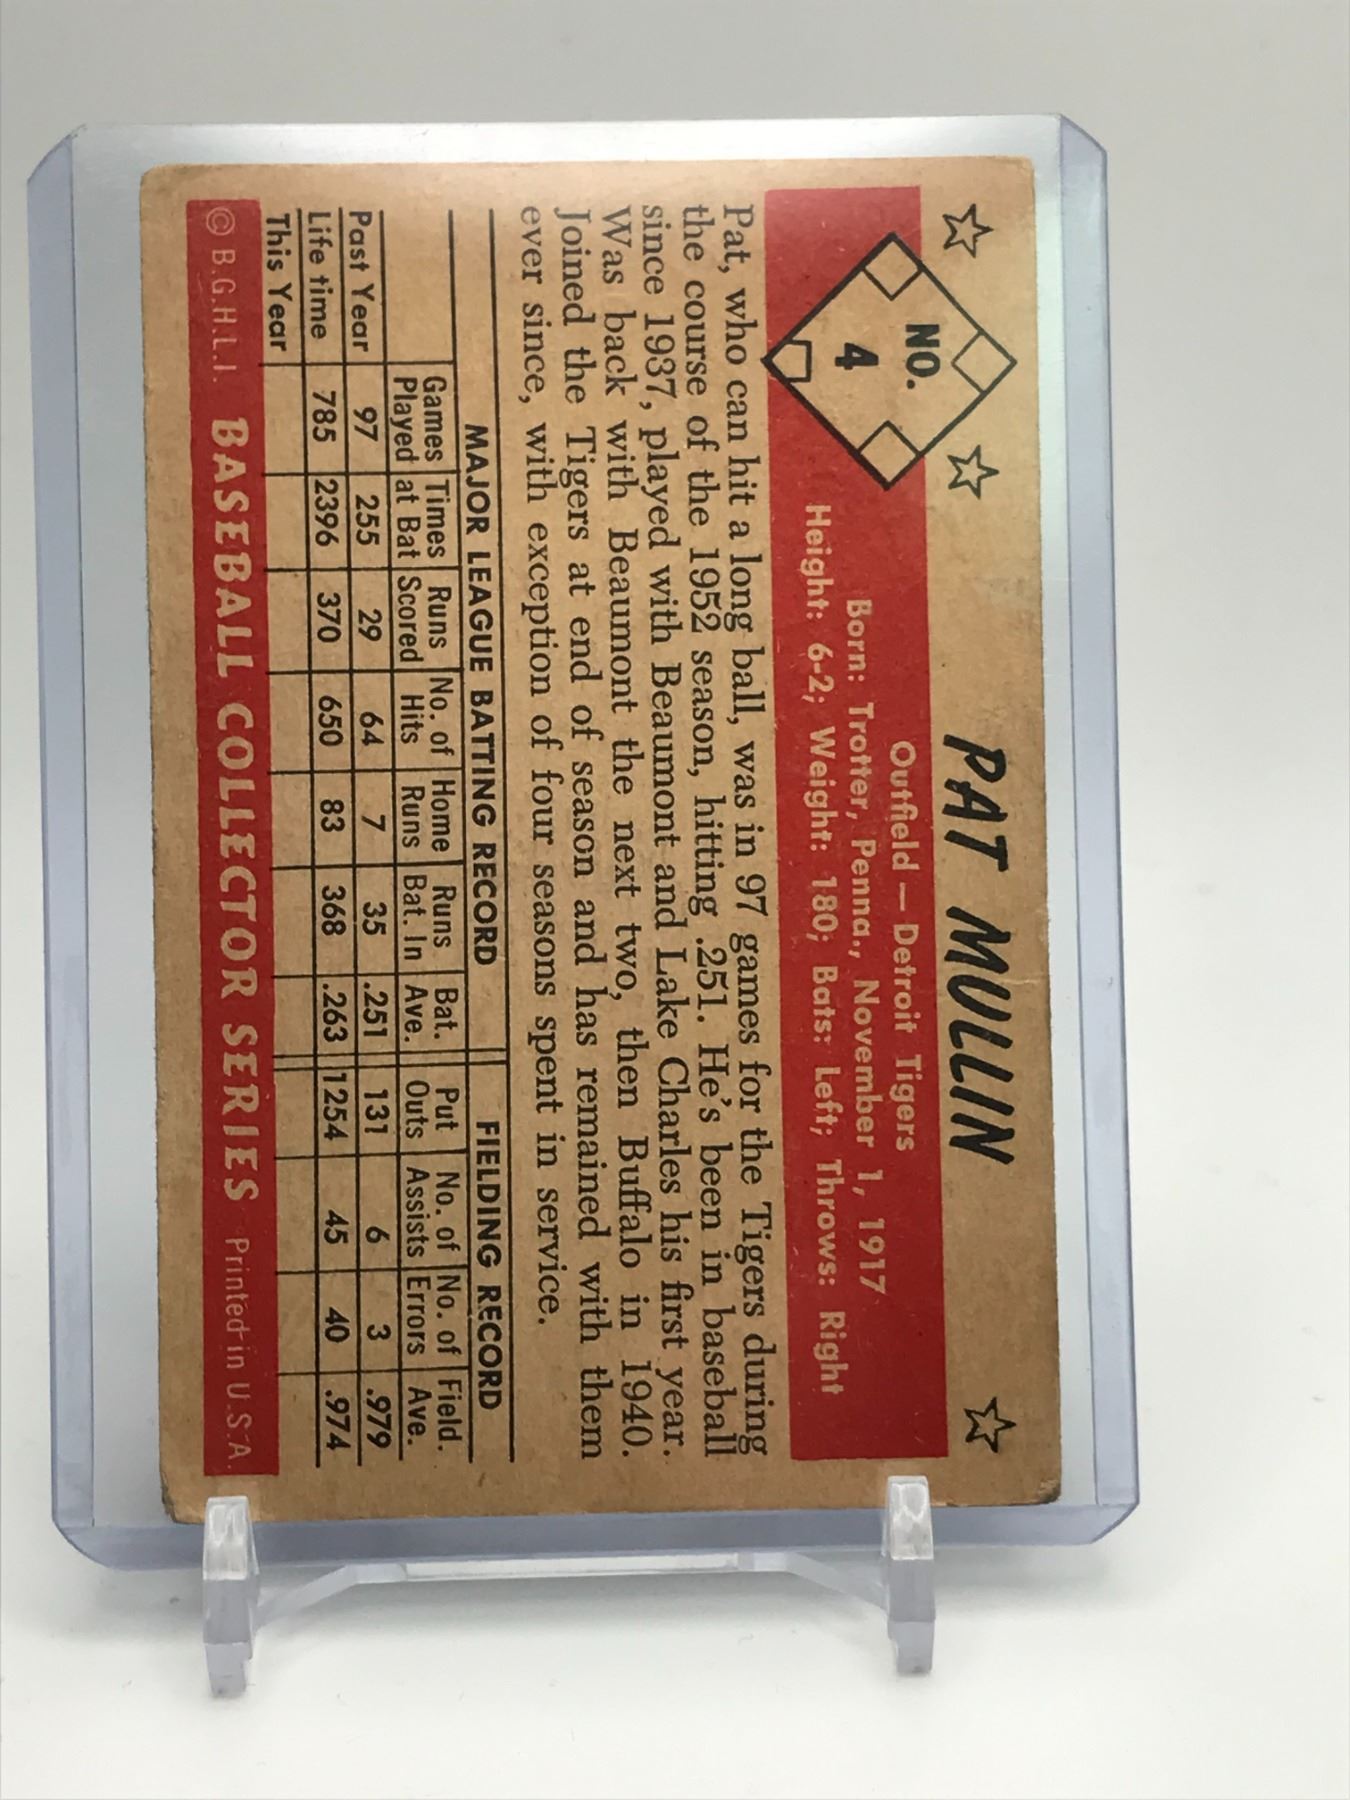 PAT MULLIN
NO.
4
Outfield — Detroit Tigers
Born: Trotter, Penna., November 1, 1917
Height: 6-2; Weight: 180; Bats: Left; Throws: Right
Pat, who can hit a long ball, was in 97 games for the Tigers during
the course of the 1952 season, hitting .251. He's been in baseball
since 1937, played with Beaumont and Lake Charles his first year.
Was back with Beaumont the next two, then Buffalo in 1940.
Joined the Tigers at end of season and has remained with them
ever since, with exception of four seasons spent in service.
MAJOR LEAGUE BATTING RECORD FIELDING RECORD
Games Times Runs No. of Home Runs Bat. Put No. of No. of Field.
Played at Bat Scored Hits Runs Bat. In Ave. Outs Assists Errors Ave.
Past Year 97 255 29 64 7 35 .251 131 6 3 .979
Life time 785 2396 370 650 83 368 .263 1254 45 40 .974
This Year
© B.G.H.L.I. BASEBALL COLLECTOR SERIES Printed in U.S.A.